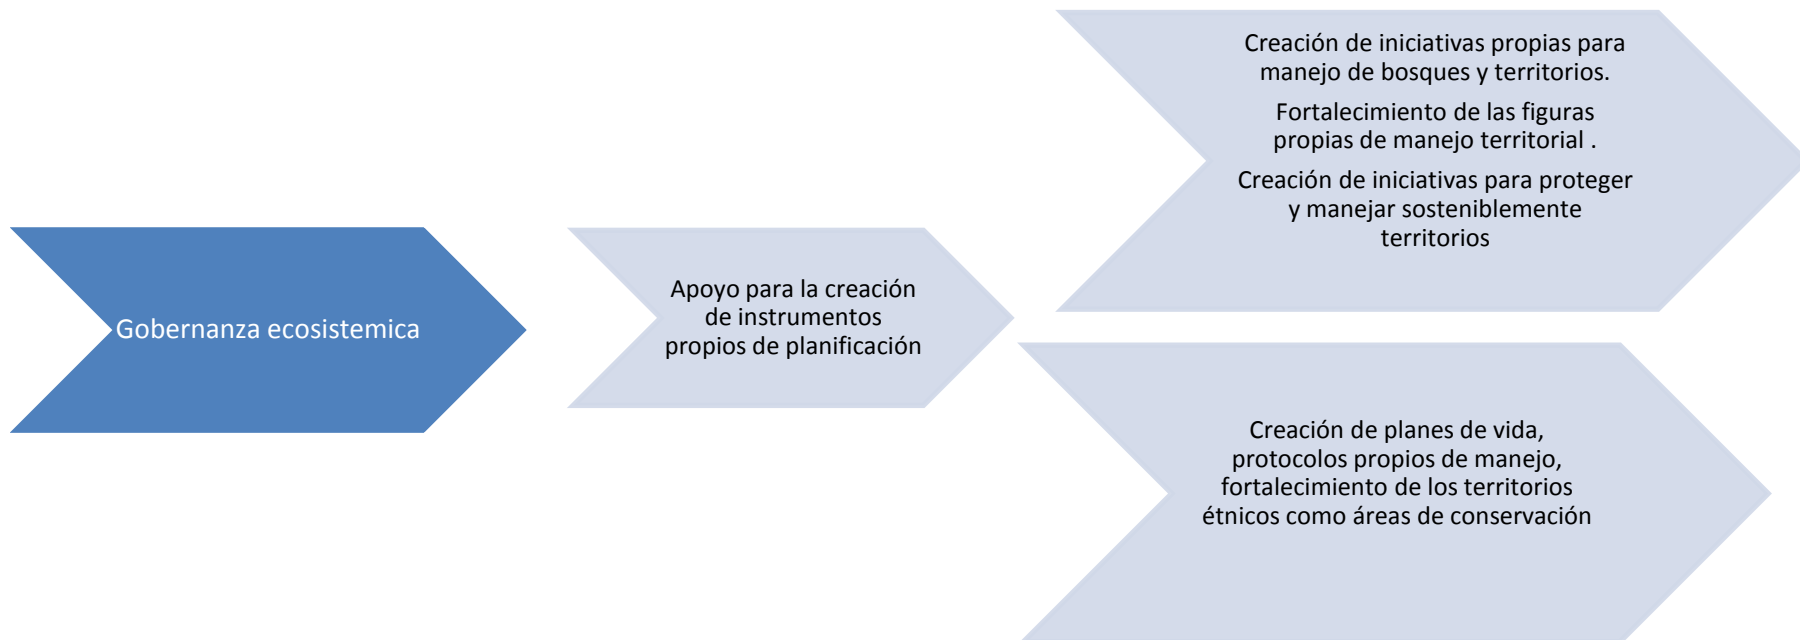 Gobernanza ecosistemica
Apoyo para la creación
de instrumentos
propios de planificación
Creación de iniciativas propias para
manejo de bosques y territorios.
Fortalecimiento de las figuras
propias de manejo territorial .
Creación de iniciativas para proteger
y manejar sosteniblemente
territorios
Creación de planes de vida,
protocolos propios de manejo,
fortalecimiento de los territorios
étnicos como áreas de conservación